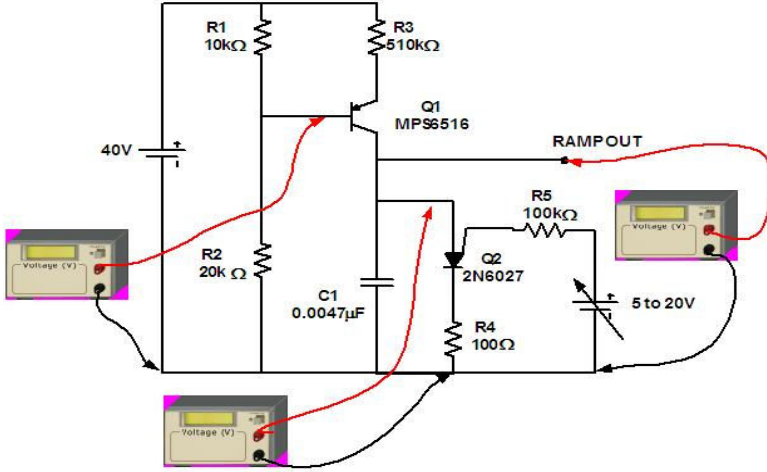 R1
10kΩ
R3
510kΩ
Q1
MPS6516
40V
RAMPOUT
R5
100kΩ
Voltage (V)
R2
20k Ω
Q2
2N6027
Voltage (V)
C1
0.0047µF
5 to 20V
R4
100Ω
Voltage (V)